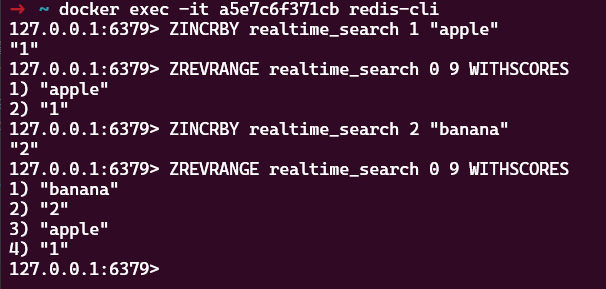 → ~ docker exec -it a5e7c6f371cb redis-cli
127.0.0.1:6379> ZINCRBY realtime_search 1 "apple"
"1"
127.0.0.1:6379> ZREVRANGE realtime_search 0 9 WITHSCORES
1) "apple"
2) "1"
127.0.0.1:6379> ZINCRBY realtime_search 2 "banana"
"2"
127.0.0.1:6379> ZREVRANGE realtime_search 0 9 WITHSCORES
1) "banana"
2) "2"
3) "apple"
4) "1"
127.0.0.1:6379>